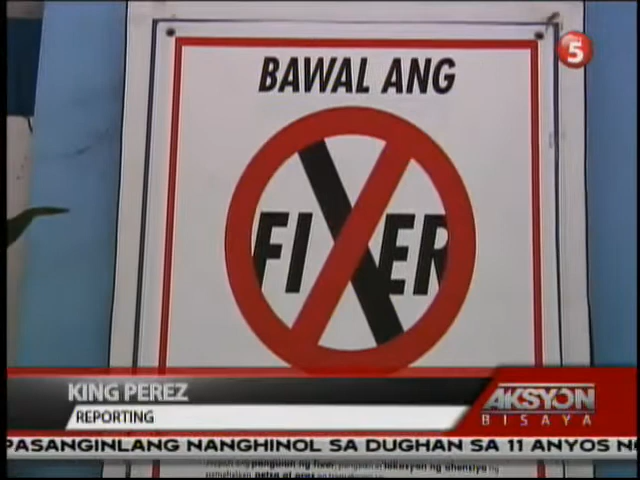 5
BAWAL ANG
FIXER
KING PEREZ
REPORTING
AKSYON
BISAYA
PASANGINLANG NANGHINOL SA DUGHAN SA 11 ANYOS